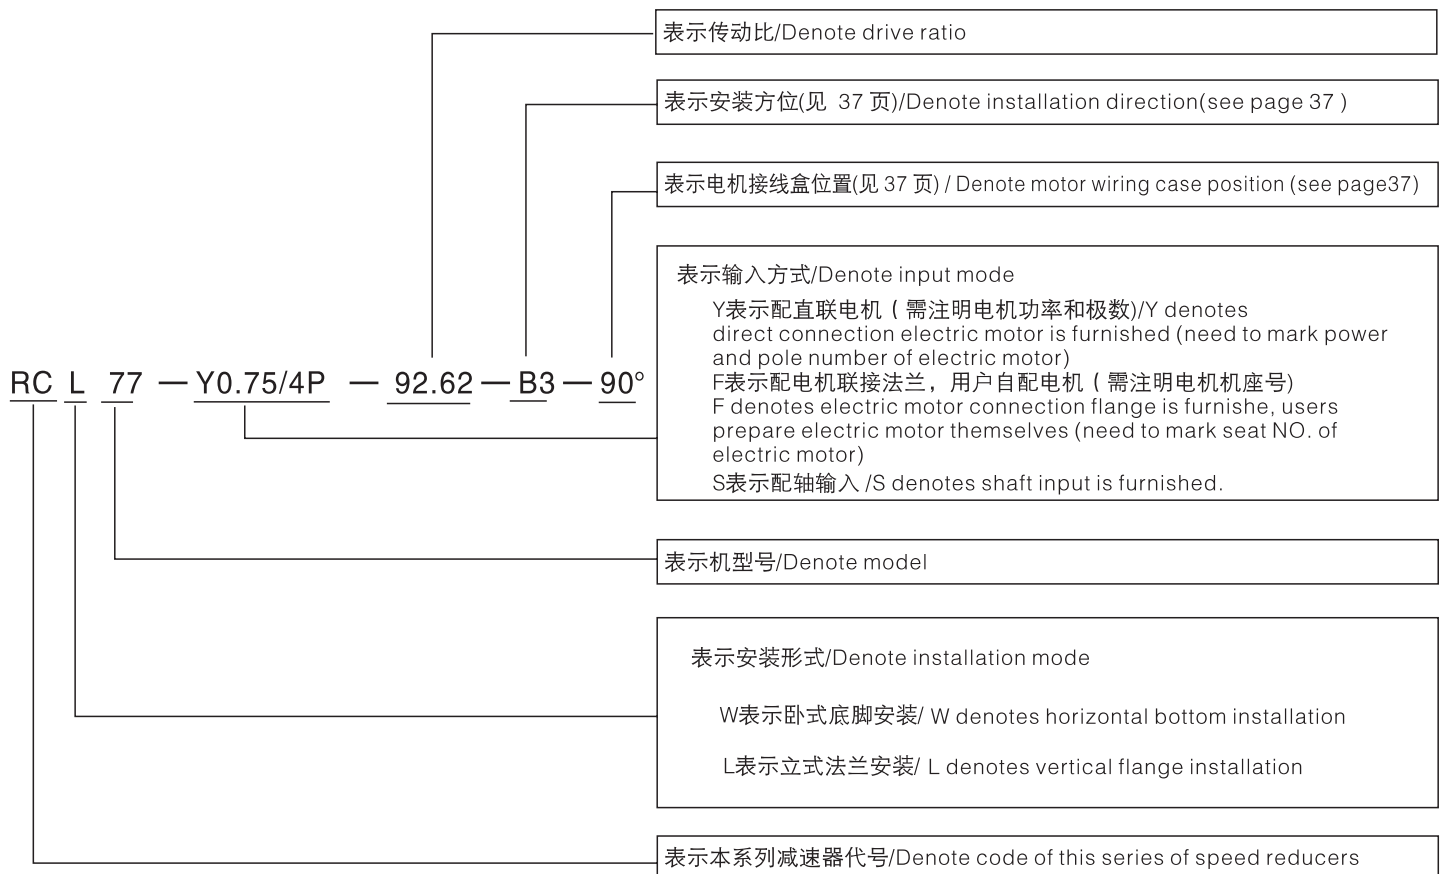 表示传动比/Denote drive ratio
表示安装方位(见 37 页)/Denote installation direction(see page 37 )
表示电机接线盒位置(见 37 页) / Denote motor wiring case position (see page37)
表示输入方式/Denote input mode
Y表示配直联电机 ( 需注明电机功率和极数)/Y denotes
direct connection electric motor is furnished (need to mark power
and pole number of electric motor)
F表示配电机联接法兰，用户自配电机 ( 需注明电机机座号)
F denotes electric motor connection flange is furnishe, users
prepare electric motor themselves (need to mark seat NO. of
electric motor)
S表示配轴输入 /S denotes shaft input is furnished.
RC L 77 — Y0.75/4P — 92.62 — B3 — 90°
表示机型号/Denote model
表示安装形式/Denote installation mode
W表示卧式底脚安装/ W denotes horizontal bottom installation
L表示立式法兰安装/ L denotes vertical flange installation
表示本系列减速器代号/Denote code of this series of speed reducers